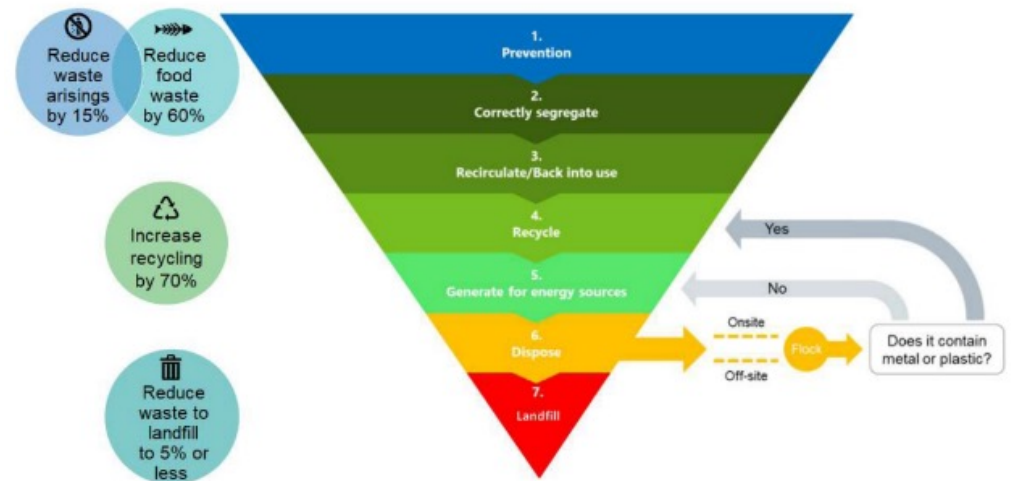 Reduce
waste
arisings
by 15%
Reduce
food
waste
by 60%
Increase
recycling
by 70%
Reduce
waste to
landfill
to 5% or
less
1.
Prevention
2.
Correctly segregate
3.
Recirculate/Back into use
4.
Recycle
5.
Generate for energy sources
6.
Dispose
7.
Landfill
Yes
No
Onsite
Off-site
Flock
Does it contain
metal or plastic?